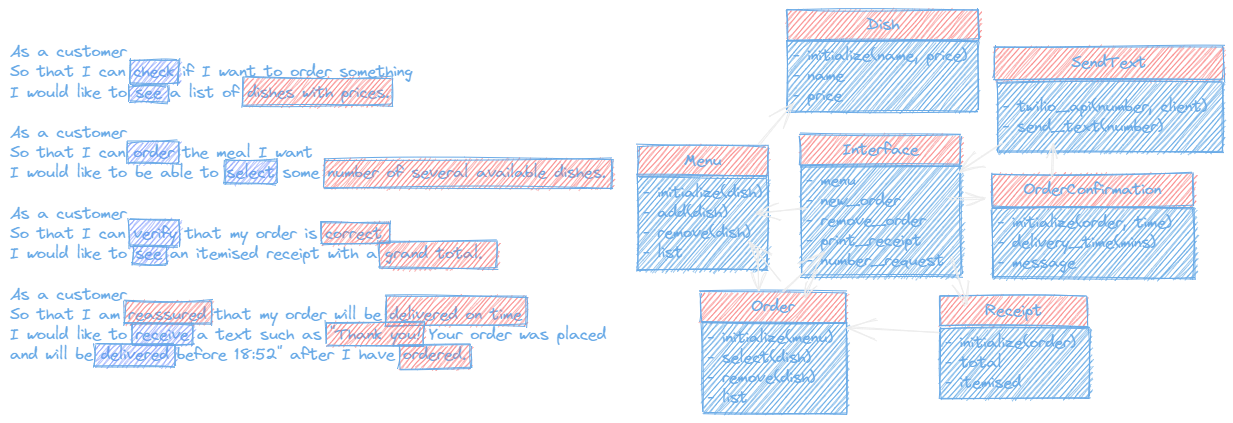 As a customer
So that I can check if I want to order something
I would like to see a list of dishes with prices.
As a customer
So that I can order the meal I want
I would like to be able to select some number of several available dishes.
As a customer
So that I can verify that my order is correct
I would like to see an itemised receipt with a grand total.
As a customer
So that I am reassured that my order will be delivered on time
I would like to receive a text such as "Thank you! Your order was placed
and will be delivered before 18:52" after I have ordered.
Dish
- initialize(name, price)
- name
- price
SendText
- twilio_api(number, client)
- send_text(number)
Menu
- initialize(dish)
- add(dish)
- remove(dish)
- list
Interface
- menu
- new_order
- remove_order
- print_receipt
- number_request
OrderConfirmation
- initialize(order, time)
- delivery_time(mins)
- message
Order
- initialize(menu)
- select(dish)
- remove(dish)
- list
Receipt
- initialize(order)
- total
- itemised